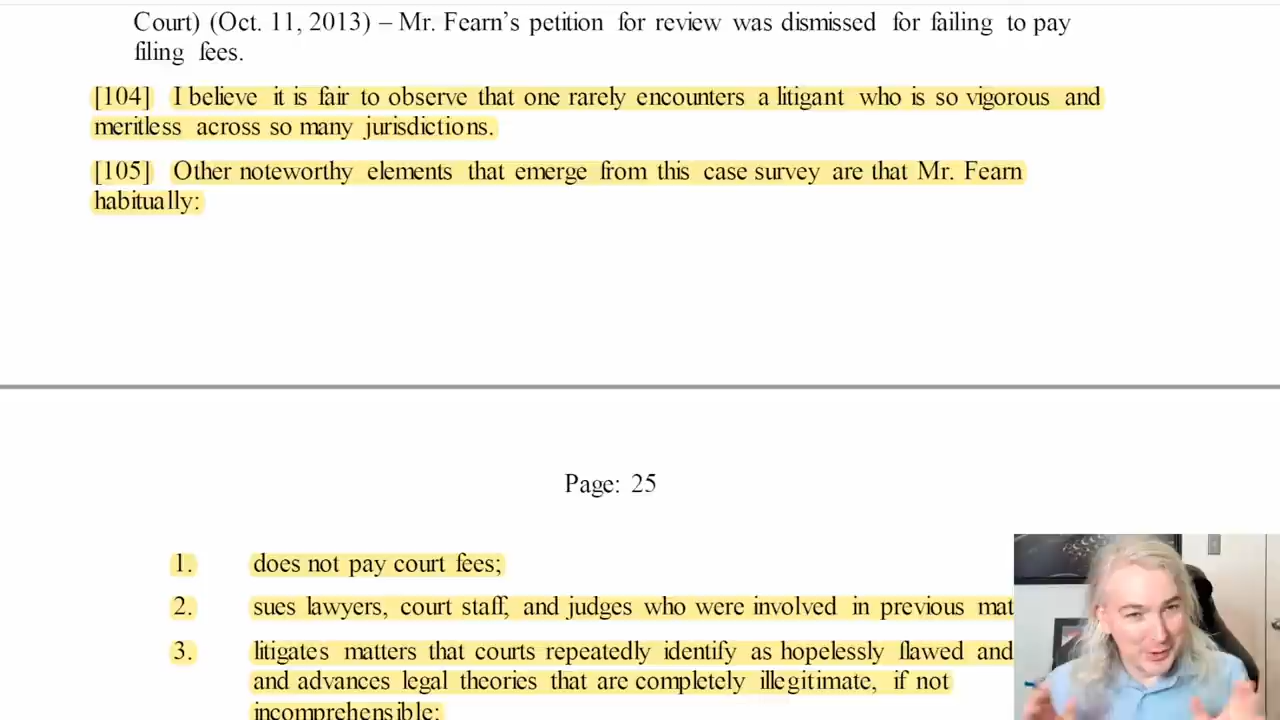 Court) (Oct. 11, 2013) – Mr. Fearn’s petition for review was dismissed for failing to pay
filing fees.
[104] I believe it is fair to observe that one rarely encounters a litigant who is so vigorous and
meritless across so many jurisdictions.
[105] Other noteworthy elements that emerge from this case survey are that Mr. Fearn
habitually:
Page: 25
1. does not pay court fees;
2. sues lawyers, court staff, and judges who were involved in previous mat
3. litigates matters that courts repeatedly identify as hopelessly flawed and
and advances legal theories that are completely illegitimate, if not
incomprehensible;